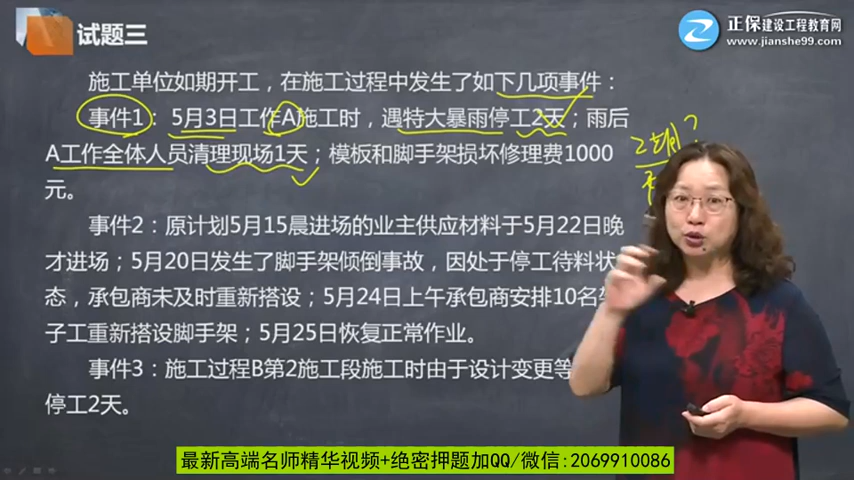 试题三
正保建设工程教育网
www.jianshe99.com
施工单位如期开工，在施工过程中发生了如下几项事件：
事件1：5月3日工作A施工时，遇特大暴雨停工2天；雨后
A工作全体人员清理现场1天；模板和脚手架损坏修理费1000
元。
事件2：原计划5月15晨进场的业主供应材料于5月22日晚
才进场；5月20日发生了脚手架倾倒事故，因处于停工待料状
态，承包商未及时重新搭设；5月24日上午承包商安排10名
子工重新搭设脚手架；5月25日恢复正常作业。
事件3：施工过程B第2施工段施工时由于设计变更等
停工2天。
最新高端名师精华视频+绝密押题加QQ/微信:2069910086